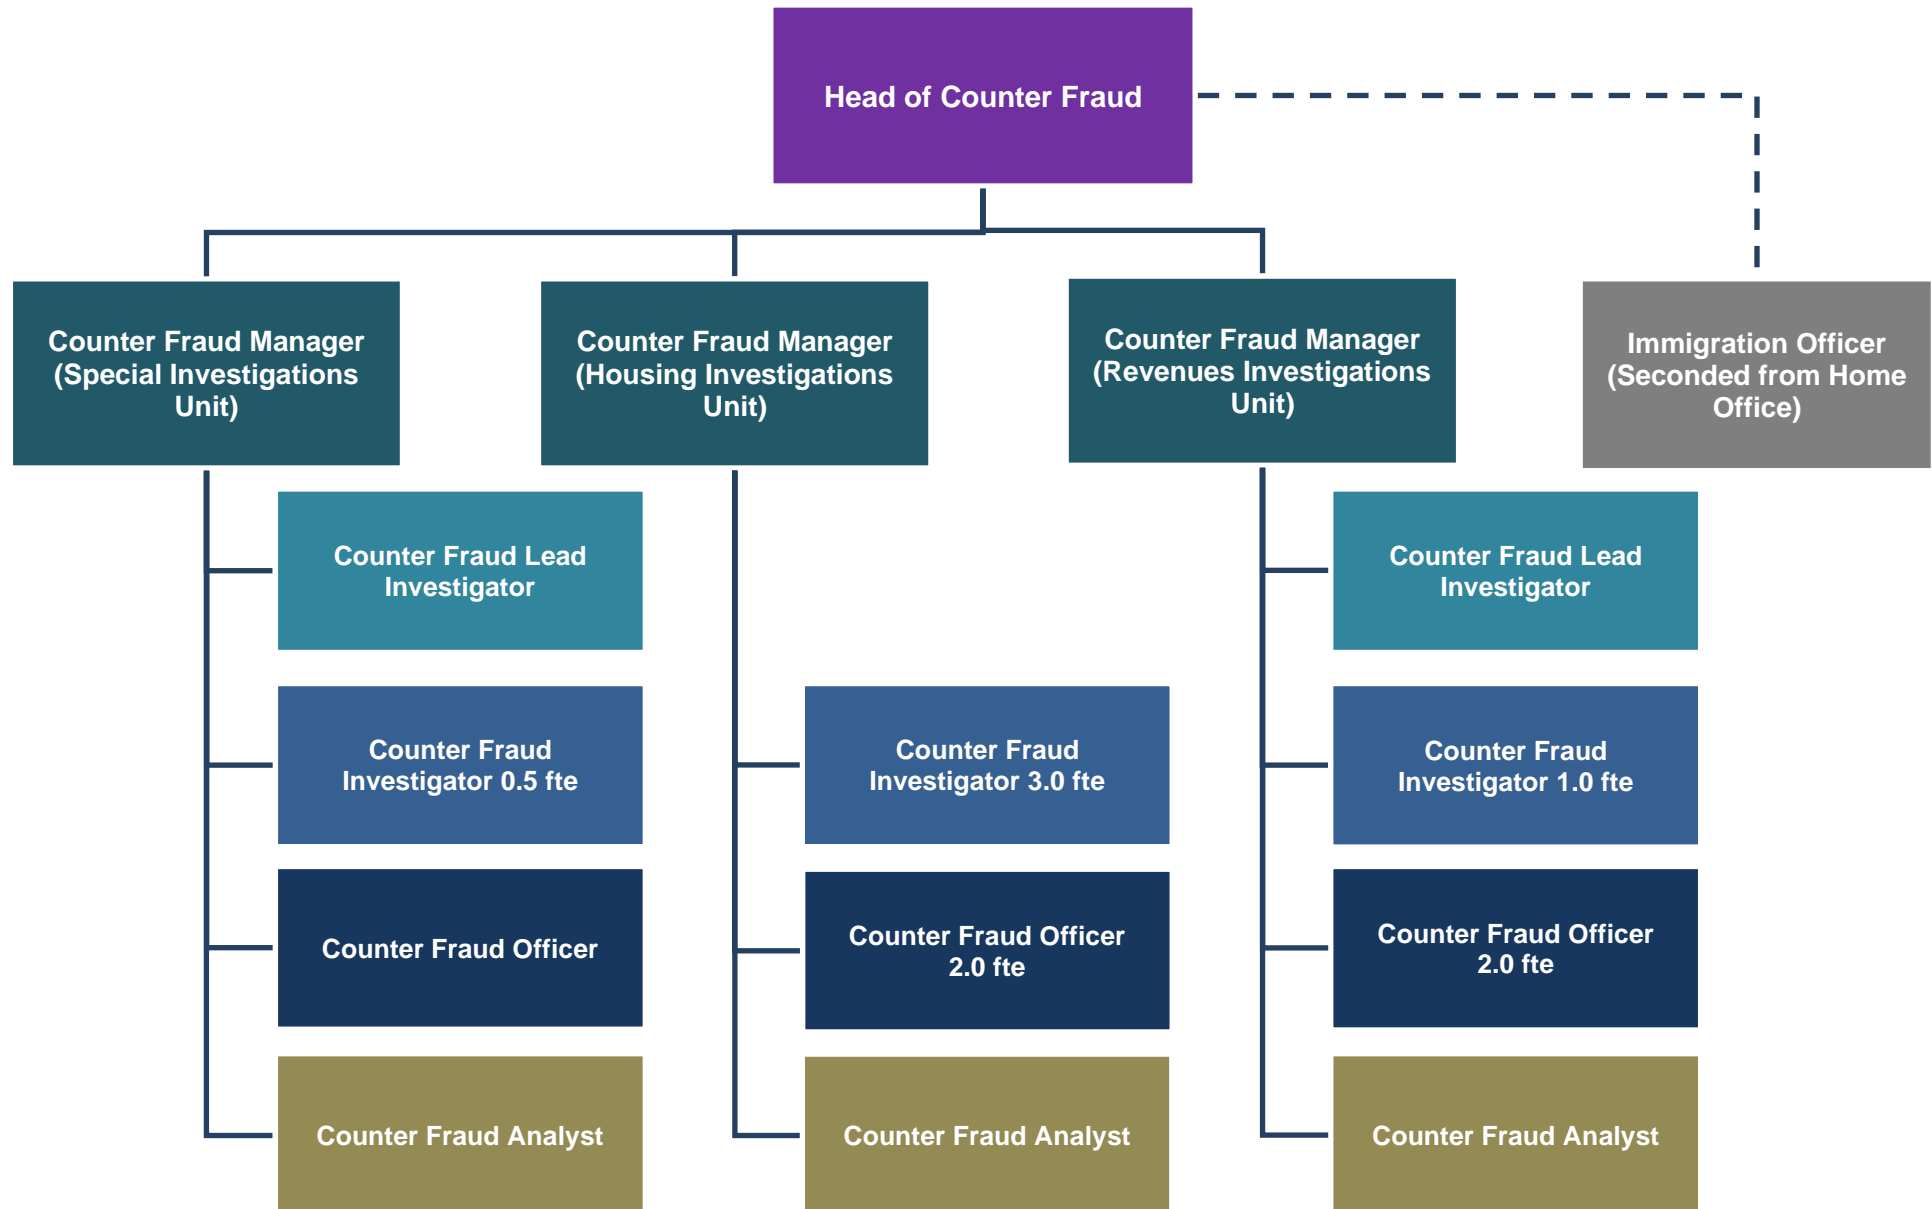 Head of Counter Fraud
Counter Fraud Manager
(Special Investigations
Unit)
Counter Fraud Manager
(Housing Investigations
Unit)
Counter Fraud Manager
(Revenues Investigations
Unit)
Immigration Officer
(Seconded from Home
Office)
Counter Fraud Lead
Investigator
Counter Fraud Lead
Investigator
Counter Fraud
Investigator 0.5 fte
Counter Fraud
Investigator 3.0 fte
Counter Fraud
Investigator 1.0 fte
Counter Fraud Officer
Counter Fraud Officer
2.0 fte
Counter Fraud Officer
2.0 fte
Counter Fraud Analyst
Counter Fraud Analyst
Counter Fraud Analyst